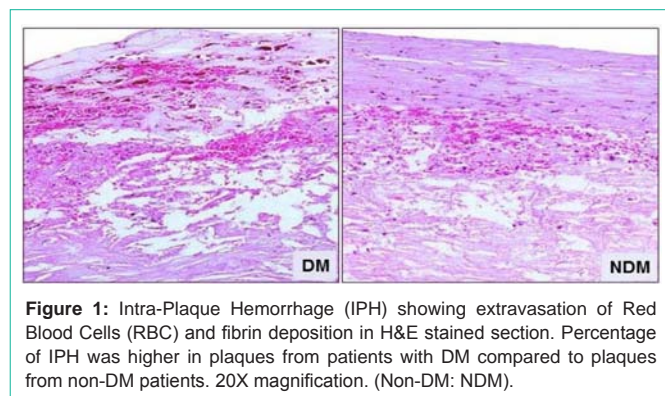 DM
NDM
Figure 1: Intra-Plaque Hemorrhage (IPH) showing extravasation of Red
Blood Cells (RBC) and fibrin deposition in H&E stained section. Percentage
of IPH was higher in plaques from patients with DM compared to plaques
from non-DM patients. 20X magnification. (Non-DM: NDM).